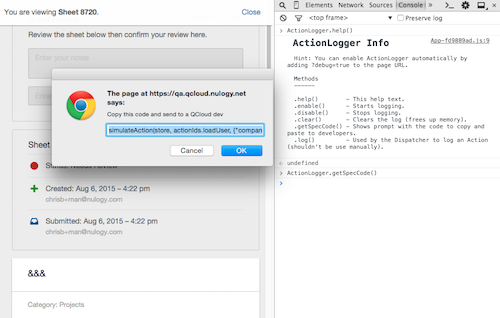 You are viewing Sheet 8720.
Close
Review the sheet below then confirm your review here.
Enter your notes
The page at https://qa.qcloud.nulogy.net
says:
Copy this code and send to a QCloud dev
simulateAction(store, actionIds.loadUser, {"compan
Cancel
OK
Sheet
Status: Needs Review
Created: Aug 6, 2015 – 4:22 pm
chrisb+man@nulogy.com
Submitted: Aug 6, 2015 – 4:22 pm
chrisb+man@nulogy.com
&&&
Category: Projects
Elements
Network
Sources
Console
»
<top frame>
Preserve log
> ActionLogger.help()
ActionLogger Info
App-fd9889ad.js:9
Hint: You can enable ActionLogger automatically by
adding ?debug=true to the page URL.
Methods
------
.help() - This help text.
.enable() - Starts logging.
.disable() - Stops logging.
.clear() - Clears the log (frees up memory).
.getSpecCode() - Shows prompt with the code to copy and
paste to developers.
.log() - Used by the Dispatcher to log an Action
(shouldn't be use manually).
undefined
> ActionLogger.getSpecCode()
>